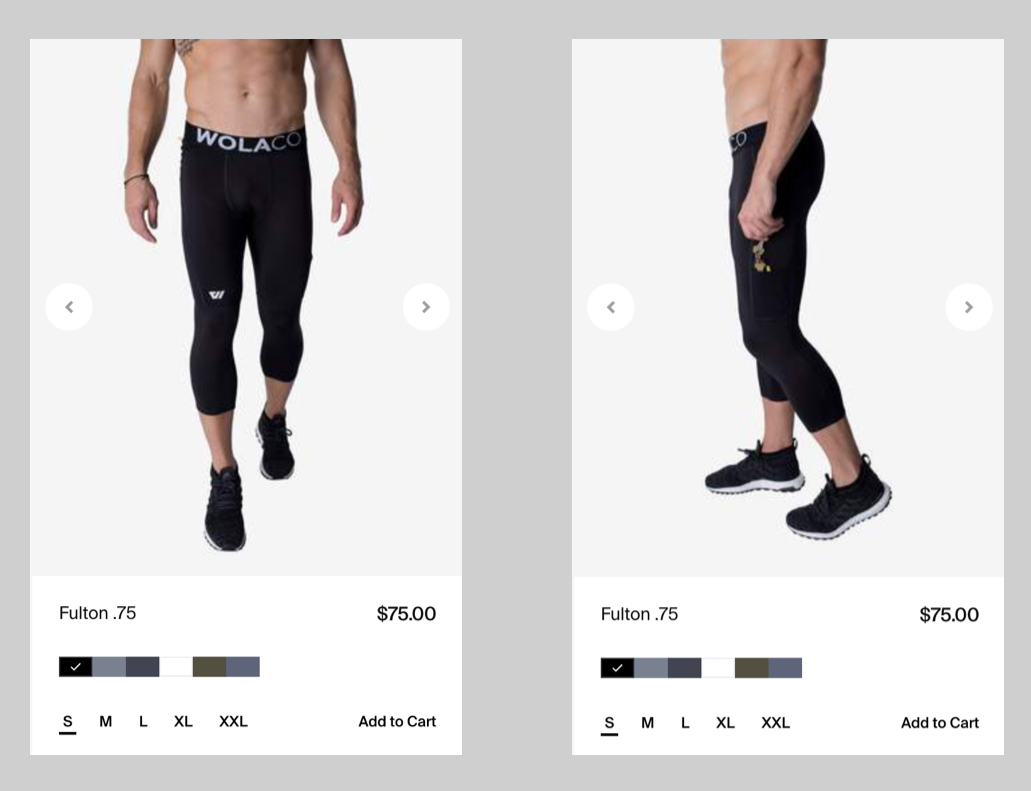 WOLACO
Fulton .75
$75.00
S M L XL XXL
Add to Cart
CO
Fulton .75
$75.00
S M L XL XXL
Add to Cart